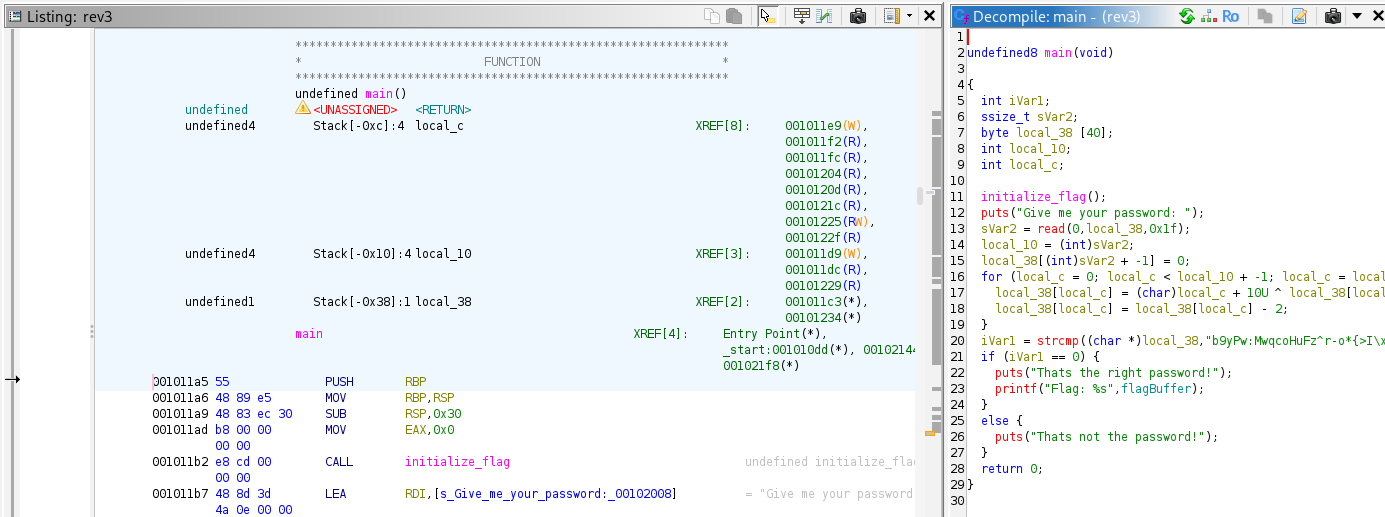 Listing: rev3
******************************************************************
* FUNCTION *
******************************************************************
undefined main()
undefined <UNASSIGNED> <RETURN>
undefined4 Stack[-0xc]:4 local_c XREF[8]: 001011e9(W),
001011f2(R),
001011fc(R),
00101204(R),
0010120d(R),
0010121c(R),
00101225(RW),
0010122f(R)
undefined4 Stack[-0x10]:4 local_10 XREF[3]: 001011d9(W),
001011dc(R),
00101229(R)
undefined1 Stack[-0x38]:1 local_38 XREF[2]: 001011c3(*),
00101234(*)
main XREF[4]: Entry Point(*),
_start:001010dd(*), 0010214
001021f8(*)
001011a5 55 PUSH RBP
001011a6 48 89 e5 MOV RBP,RSP
001011a9 48 83 ec 30 SUB RSP,0x30
001011ad b8 00 00 MOV EAX,0x0
00 00
001011b2 e8 cd 00 CALL initialize_flag undefined initialize_fla
00 00
001011b7 48 8d 3d LEA RDI,[s_Give_me_your_password:_00102008] = "Give me your password
4a 0e 00 00
Decompile: main - (rev3)
Ro
1
2 undefined8 main(void)
3
4 {
5 int iVar1;
6 ssize_t sVar2;
7 byte local_38 [40];
8 int local_10;
9 int local_c;
10
11 initialize_flag();
12 puts("Give me your password: ");
13 sVar2 = read(0,local_38,0x1f);
14 local_10 = (int)sVar2;
15 local_38[(int)sVar2 + -1] = 0;
16 for (local_c = 0; local_c < local_10 + -1; local_c = local
17 local_38[local_c] = (char)local_c + 10U ^ local_38[loca
18 local_38[local_c] = local_38[local_c] - 2;
19 }
20 iVar1 = strcmp((char *)local_38,"b9yPw:MwqcoHuFz^r-o*{>I\x
21 if (iVar1 == 0) {
22 puts("Thats the right password!");
23 printf("Flag: %s",flagBuffer);
24 }
25 else {
26 puts("Thats not the password!");
27 }
28 return 0;
29 }
30